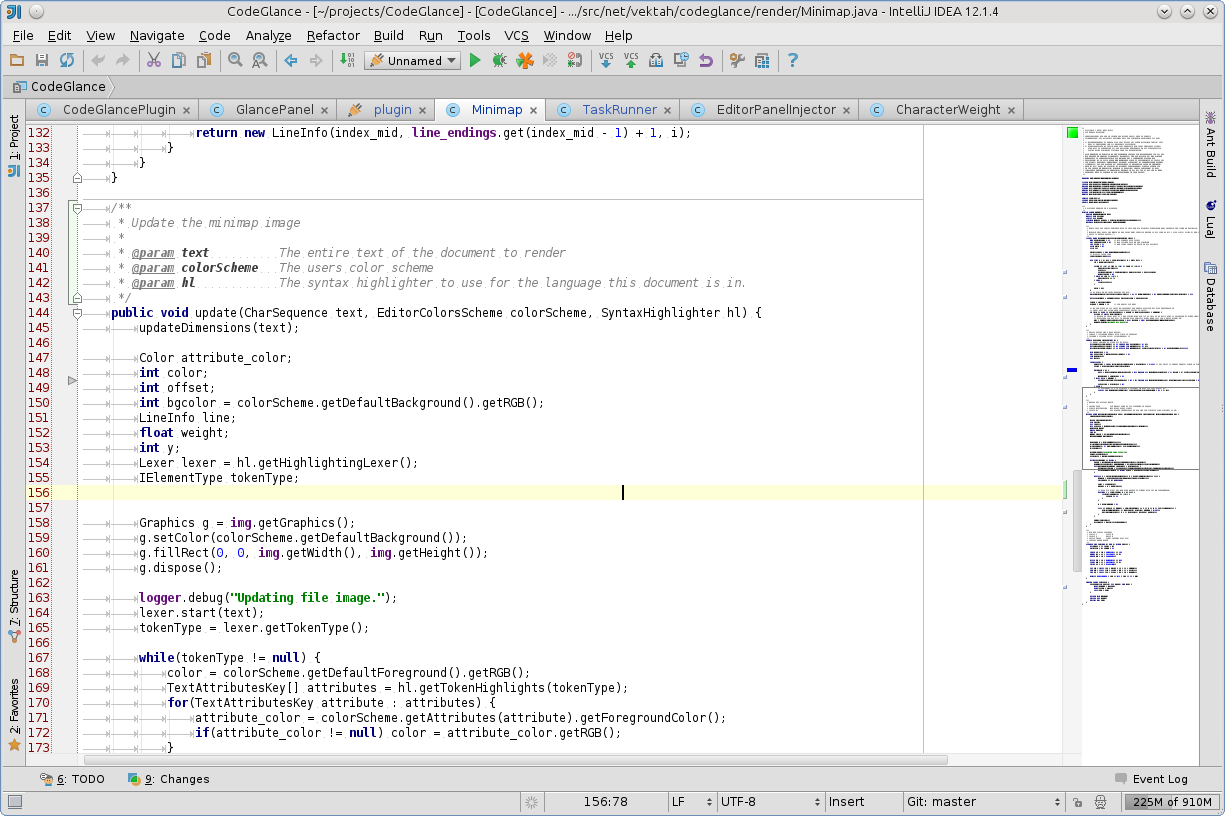 CodeGlance - [~/projects/CodeGlance] - [CodeGlance] - .../src/net/vektah/codeglance/render/Minimap.java - IntelliJ IDEA 12.1.4
File Edit View Navigate Code Analyze Refactor Build Run Tools VCS Window Help
Unnamed VCS VCS
CodeGlance
CodeGlancePlugin GlancePanel plugin Minimap TaskRunner EditorPanelInjector CharacterWeight
1: Project
7: Structure
2: Favorites
132 return new LineInfo(index_mid, line_endings.get(index_mid - 1) + 1, i);
133 }
134 }
135 }
136
137 /**
138 * Update the minimap image
139 *
140 * @param text The entire text of the document to render
141 * @param colorScheme The users color scheme
142 * @param hl The syntax highlighter to use for the language this document is in.
143 */
144 public void update(CharSequence text, EditorColorsScheme colorScheme, SyntaxHighlighter hl) {
145 updateDimensions(text);
146
147 Color attribute_color;
148 int color;
149 int offset;
150 int bgcolor = colorScheme.getDefaultBackground().getRGB();
151 LineInfo line;
152 float weight;
153 int y;
154 Lexer lexer = hl.getHighlightingLexer();
155 IElementType tokenType;
156
157
158 Graphics g = img.getGraphics();
159 g.setColor(colorScheme.getDefaultBackground());
160 g.fillRect(0, 0, img.getWidth(), img.getHeight());
161 g.dispose();
162
163 logger.debug("Updating file image.");
164 lexer.start(text);
165 tokenType = lexer.getTokenType();
166
167 while(tokenType != null) {
168 color = colorScheme.getDefaultForeground().getRGB();
169 TextAttributesKey[] attributes = hl.getTokenHighlights(tokenType);
170 for(TextAttributesKey attribute : attributes) {
171 attribute_color = colorScheme.getAttributes(attribute).getForegroundColor();
172 if(attribute_color != null) color = attribute_color.getRGB();
173 }
Ant Build
Lud
Database
6: TODO 9: Changes Event Log
156:78 LF UTF-8 Insert Git: master 225M of 910M